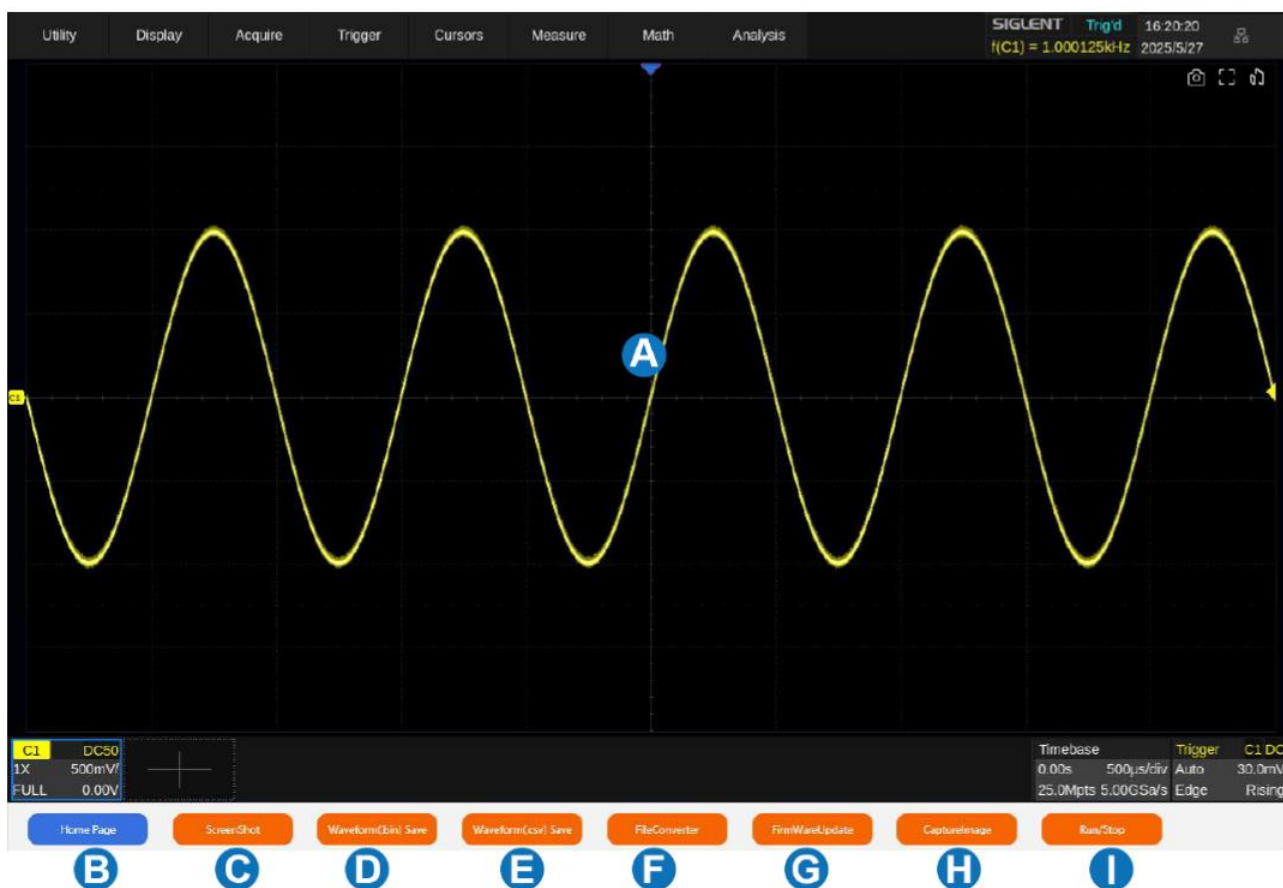 Utility Display Acquire Trigger Cursors Measure Math Analysis
SIGLENT Trig'd 16:20:20
f(C1) = 1.000125kHz 2025/5/27
A
C1
C1 DC50
1X 500mV/
FULL 0.00V
Timebase
0.00s 500µs/div
25.0Mpts 5.00GSa/s
Trigger C1 DC
Auto 30.0mV
Edge Rising
Home Page ScreenShot Waveform(.bin) Save Waveform(.csv) Save FileConverter FirmWareUpdate CaptureImage Run/Stop
B C D E F G H I